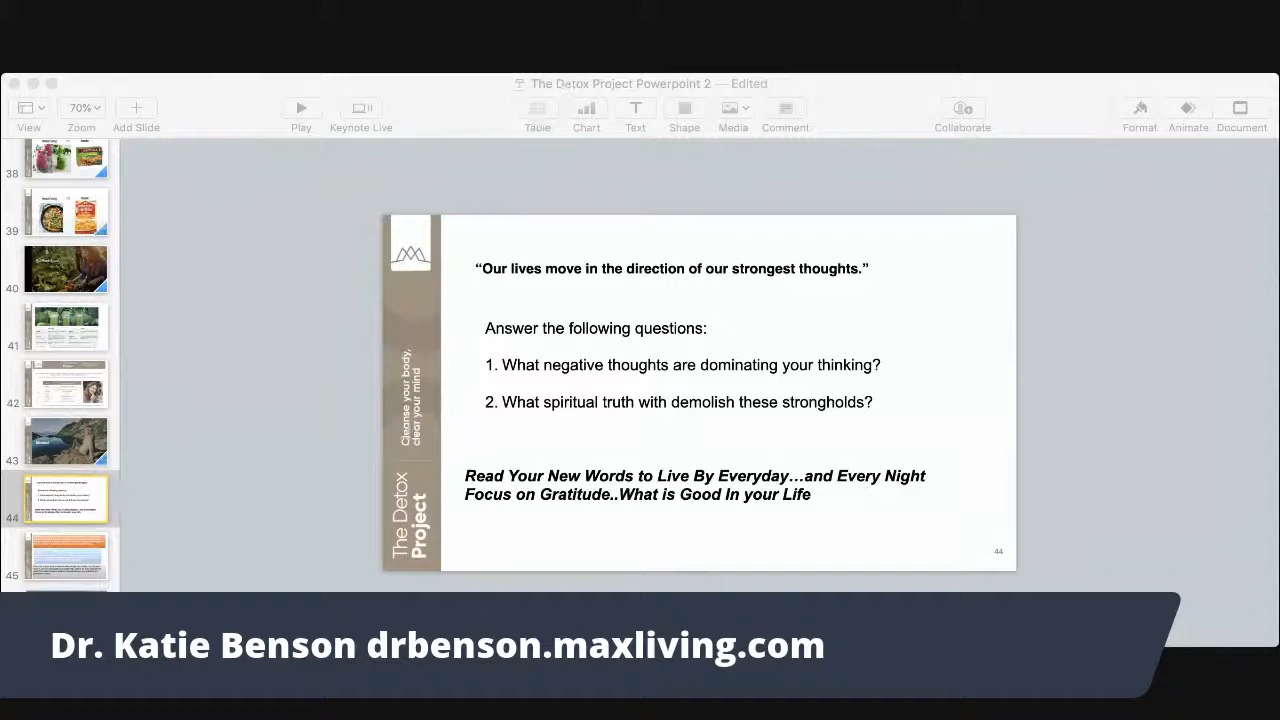 The Detox Project Powerpoint 2 — Edited
70%
View
Zoom
Add Slide
Play
Keynote Live
Table
Chart
Text
Shape
Media
Comment
Collaborate
Format
Animate
Document
38
39
40
41
42
43
44
45
“Our lives move in the direction of our strongest thoughts.”
Answer the following questions:
1. What negative thoughts are dominating your thinking?
2. What spiritual truth with demolish these strongholds?
Read Your New Words to Live By Everyday…and Every Night
Focus on Gratitude..What is Good In your Life
44
Cleanse your body,
clear your mind
The Detox
Project
Dr. Katie Benson drbenson.maxliving.com